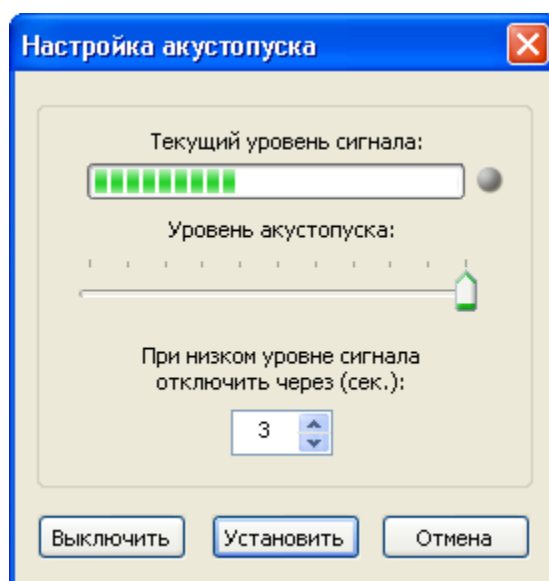 Настройка акустопуска
Текущий уровень сигнала:
Уровень акустопуска:
При низком уровне сигнала
отключить через (сек.):
3
Выключить Установить Отмена